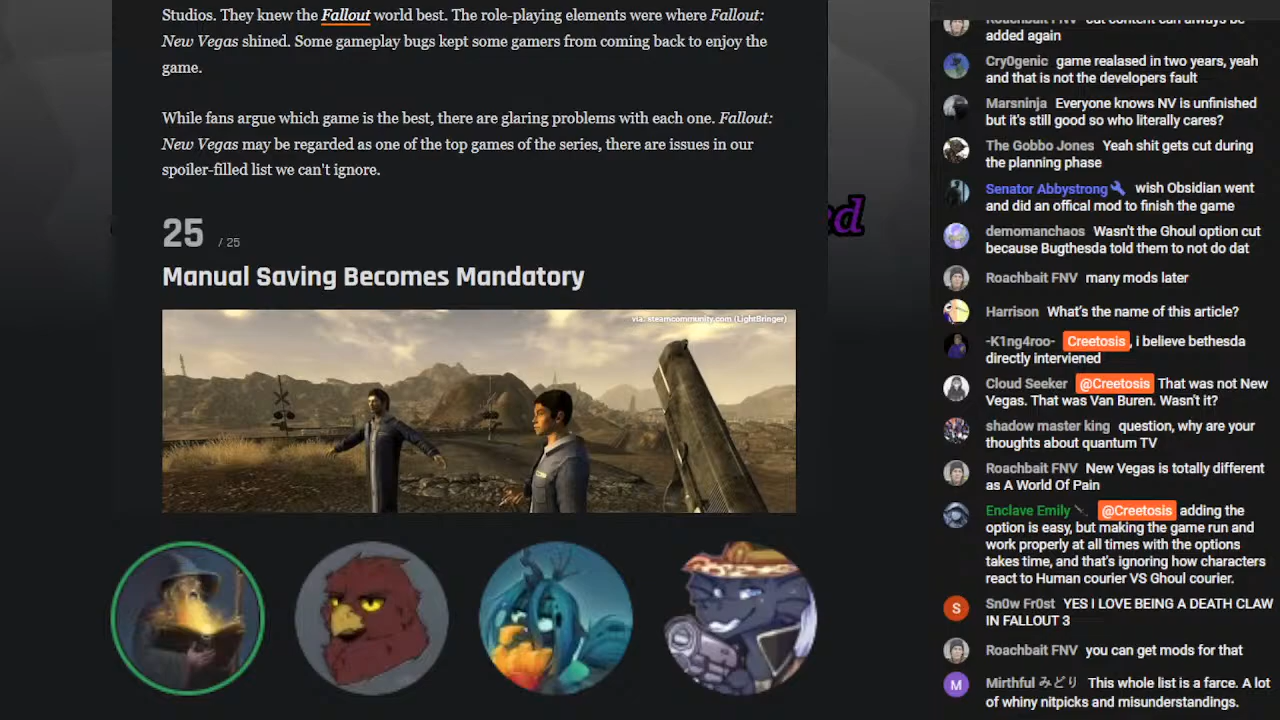 Studios. They knew the Fallout world best. The role-playing elements were where Fallout:
New Vegas shined. Some gameplay bugs kept some gamers from coming back to enjoy the
game.
While fans argue which game is the best, there are glaring problems with each one. Fallout:
New Vegas may be regarded as one of the top games of the series, there are issues in our
spoiler-filled list we can't ignore.
25 / 25
Manual Saving Becomes Mandatory
via: steamcommunity.com (LightBringer)
ed
Roachbait FNV cut content can always be
added again
Cry0genic game realased in two years, yeah
and that is not the developers fault
Marsninja Everyone knows NV is unfinished
but it's still good so who literally cares?
The Gobbo Jones Yeah shit gets cut during
the planning phase
Senator Abbystrong wish Obsidian went
and did an offical mod to finish the game
demomanchaos Wasn't the Ghoul option cut
because Bugthesda told them to not do dat
Roachbait FNV many mods later
Harrison What's the name of this article?
-K1ng4roo- Creetosis, i believe bethesda
directly interviened
Cloud Seeker @Creetosis That was not New
Vegas. That was Van Buren. Wasn't it?
shadow master king question, why are your
thoughts about quantum TV
Roachbait FNV New Vegas is totally different
as A World Of Pain
Enclave Emily @Creetosis adding the
option is easy, but making the game run and
work properly at all times with the options
takes time, and that's ignoring how characters
react to Human courier VS Ghoul courier.
S Sn0w Fr0st YES I LOVE BEING A DEATH CLAW
IN FALLOUT 3
Roachbait FNV you can get mods for that
M Mirthful みどり This whole list is a farce. A lot
of whiny nitpicks and misunderstandings.